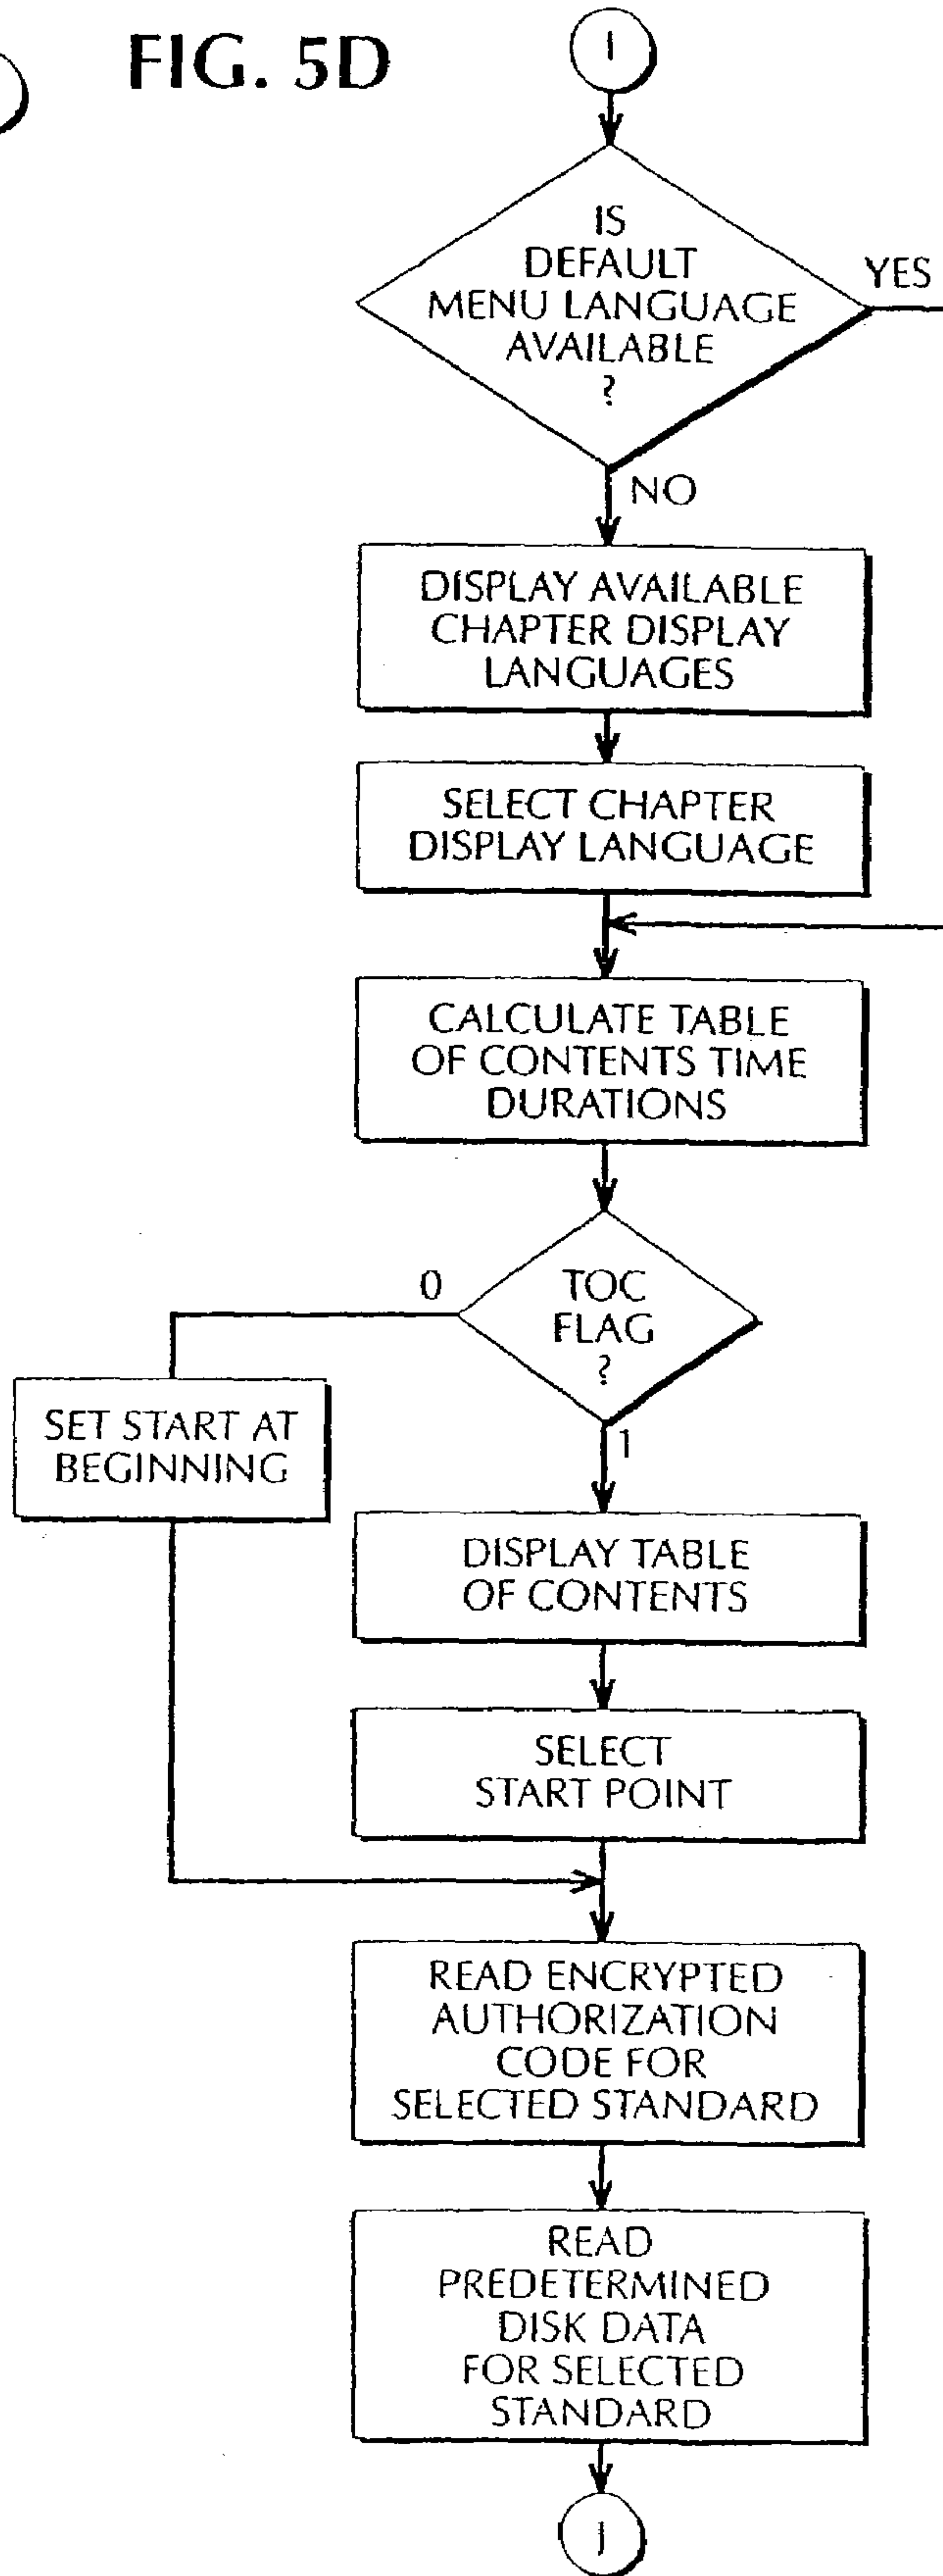 FIG. 5D
I
IS
DEFAULT
MENU LANGUAGE
AVAILABLE
?
YES
NO
DISPLAY AVAILABLE
CHAPTER DISPLAY
LANGUAGES
SELECT CHAPTER
DISPLAY LANGUAGE
CALCULATE TABLE
OF CONTENTS TIME
DURATIONS
0
TOC
FLAG
?
1
SET START AT
BEGINNING
DISPLAY TABLE
OF CONTENTS
SELECT
START POINT
READ ENCRYPTED
AUTHORIZATION
CODE FOR
SELECTED STANDARD
READ
PREDETERMINED
DISK DATA
FOR SELECTED
STANDARD
J